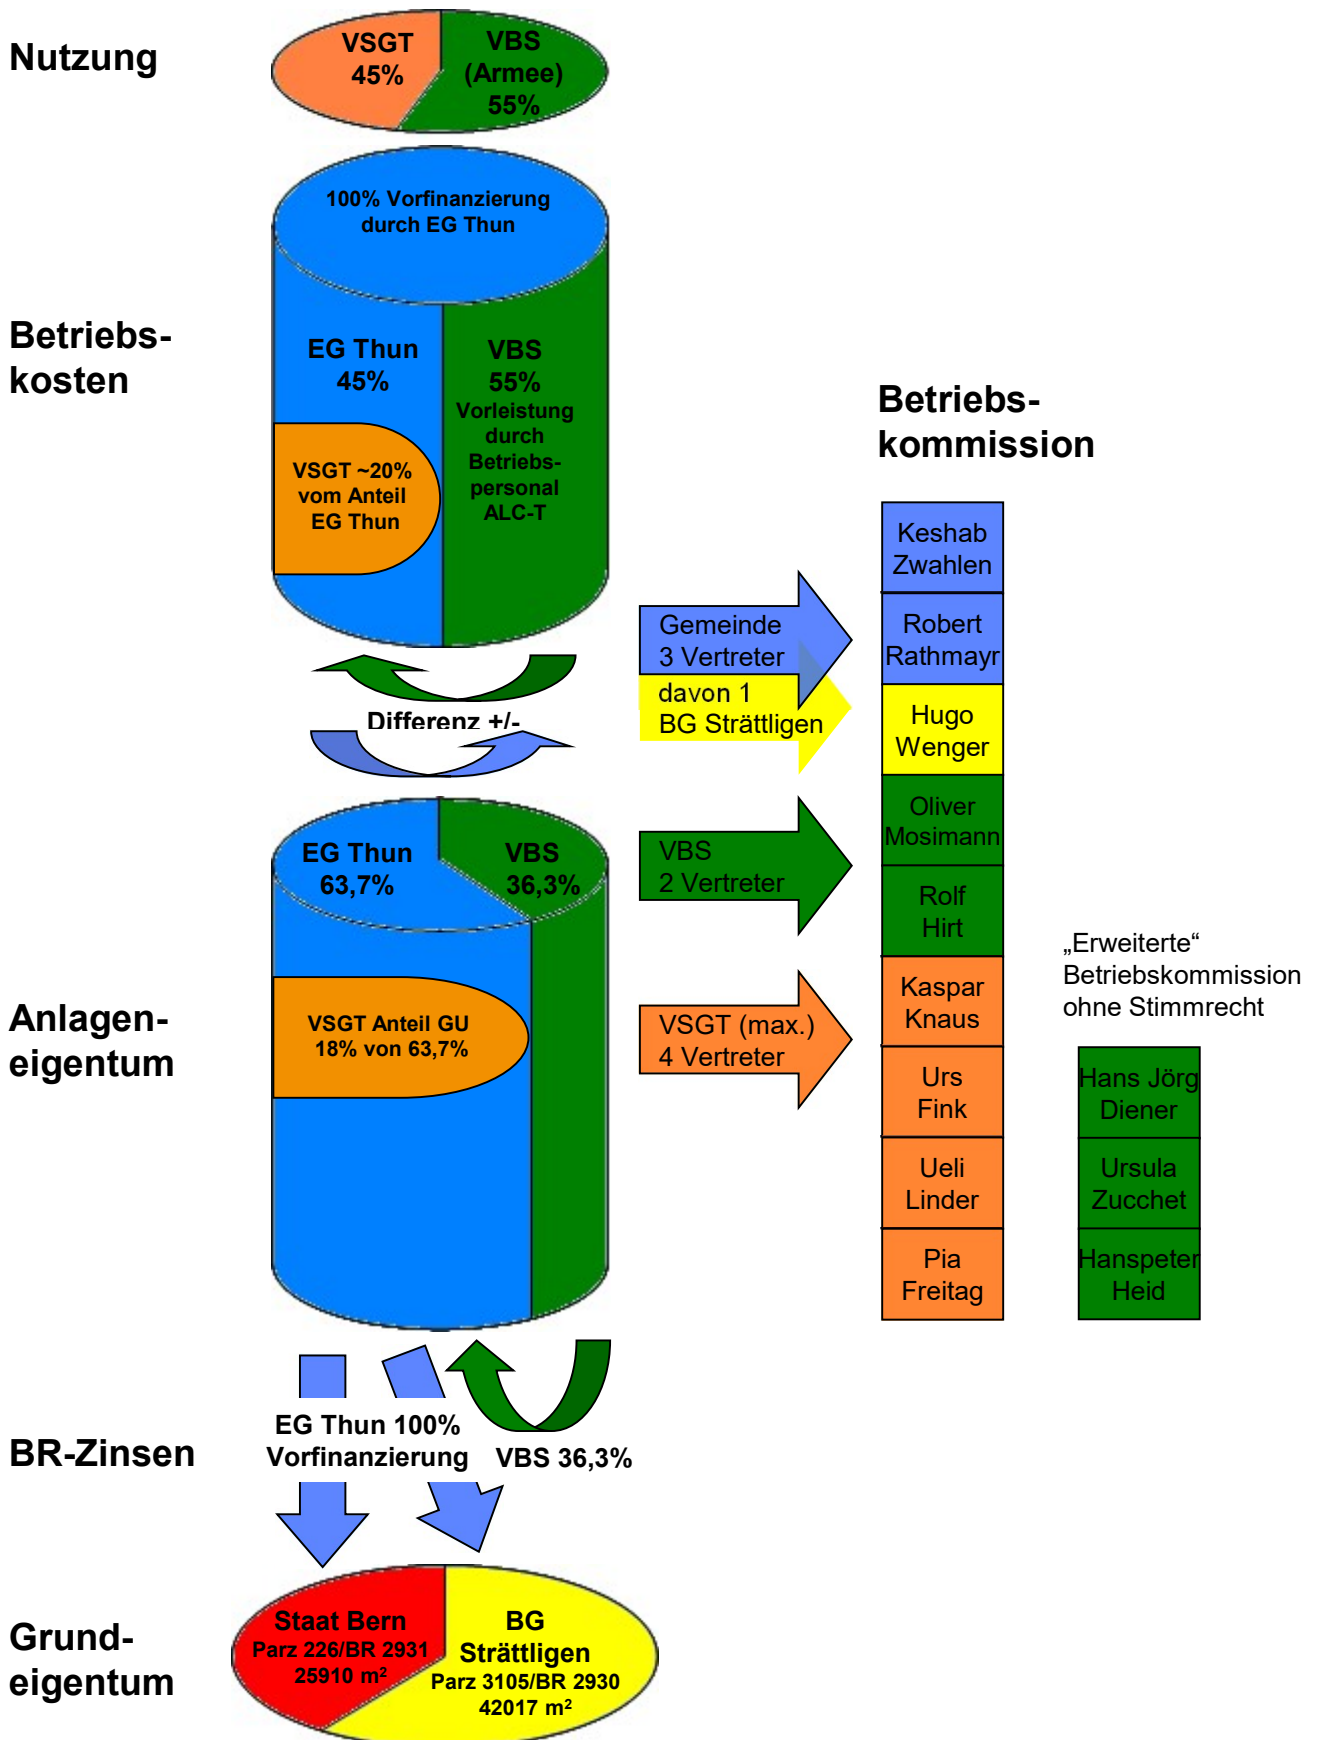 Nutzung
VSGT
45%
VBS
(Armee)
55%
100% Vorfinanzierung
durch EG Thun
Betriebs-
kosten
EG Thun
45%
VBS
55%
Vorleistung
durch
Betriebs-
personal
ALC-T
VSGT ~20%
vom Anteil
EG Thun
Differenz +/-
Betriebs-
kommission
Gemeinde
3 Vertreter
davon 1
BG Strättligen
VBS
2 Vertreter
VSGT (max.)
4 Vertreter
Keshab
Zwahlen
Robert
Rathmayr
Hugo
Wenger
Oliver
Mosimann
Rolf
Hirt
Kaspar
Knaus
Urs
Fink
Ueli
Linder
Pia
Freitag
„Erweiterte“
Betriebskommission
ohne Stimmrecht
Hans Jörg
Diener
Ursula
Zucchet
Hanspeter
Heid
Anlagen-
eigentum
EG Thun
63,7%
VBS
36,3%
VSGT Anteil GU
18% von 63,7%
BR-Zinsen
EG Thun 100%
Vorfinanzierung
VBS 36,3%
Grund-
eigentum
Staat Bern
Parz 226/BR 2931
25910 m²
BG
Strättligen
Parz 3105/BR 2930
42017 m²